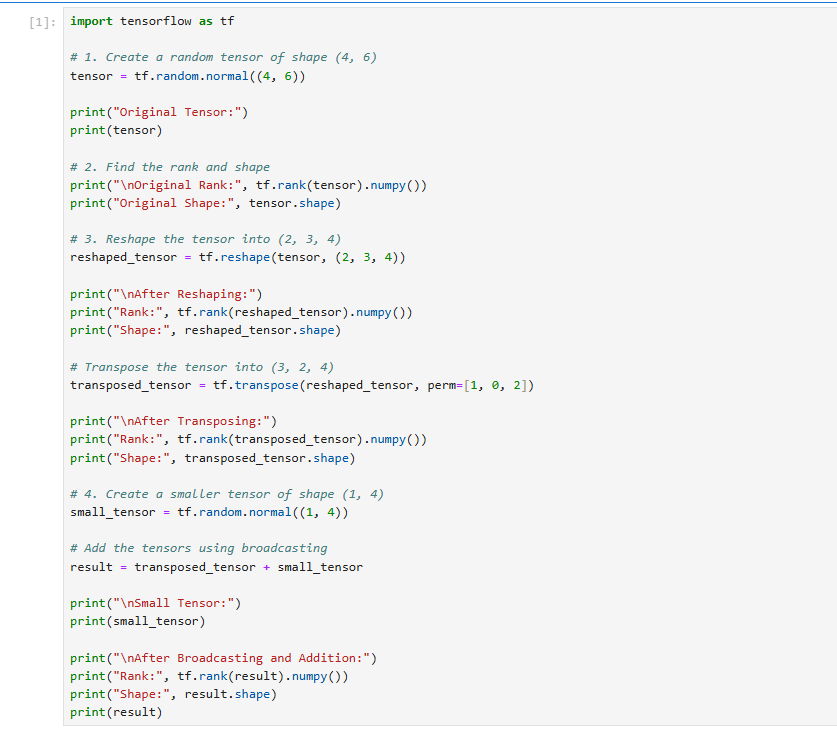 [1]: import tensorflow as tf
# 1. Create a random tensor of shape (4, 6)
tensor = tf.random.normal((4, 6))
print("Original Tensor:")
print(tensor)
# 2. Find the rank and shape
print("\nOriginal Rank:", tf.rank(tensor).numpy())
print("Original Shape:", tensor.shape)
# 3. Reshape the tensor into (2, 3, 4)
reshaped_tensor = tf.reshape(tensor, (2, 3, 4))
print("\nAfter Reshaping:")
print("Rank:", tf.rank(reshaped_tensor).numpy())
print("Shape:", reshaped_tensor.shape)
# Transpose the tensor into (3, 2, 4)
transposed_tensor = tf.transpose(reshaped_tensor, perm=[1, 0, 2])
print("\nAfter Transposing:")
print("Rank:", tf.rank(transposed_tensor).numpy())
print("Shape:", transposed_tensor.shape)
# 4. Create a smaller tensor of shape (1, 4)
small_tensor = tf.random.normal((1, 4))
# Add the tensors using broadcasting
result = transposed_tensor + small_tensor
print("\nSmall Tensor:")
print(small_tensor)
print("\nAfter Broadcasting and Addition:")
print("Rank:", tf.rank(result).numpy())
print("Shape:", result.shape)
print(result)